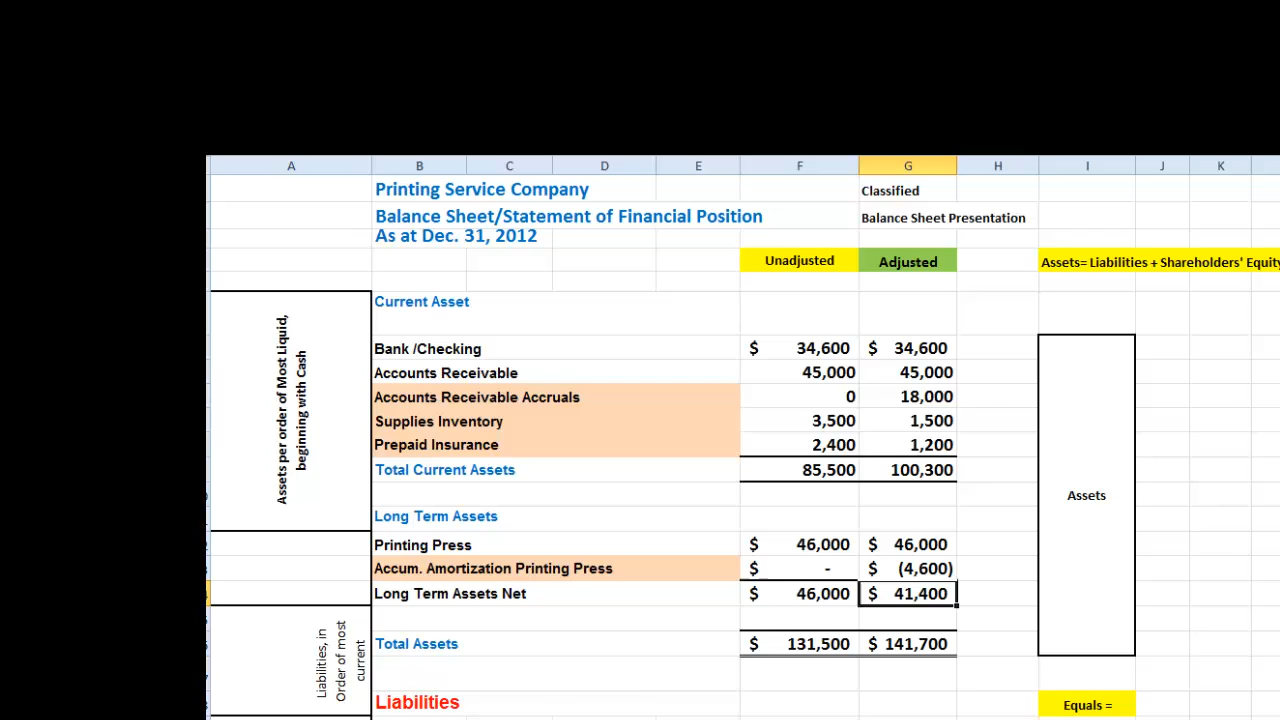 A B C D E F G H I J K
Printing Service Company Classified
Balance Sheet/Statement of Financial Position Balance Sheet Presentation
As at Dec. 31, 2012
Unadjusted Adjusted Assets= Liabilities + Shareholders' Equity
Assets per order of Most Liquid,
beginning with Cash
Current Asset
Bank /Checking $ 34,600 $ 34,600
Accounts Receivable 45,000 45,000
Accounts Receivable Accruals 0 18,000
Supplies Inventory 3,500 1,500
Prepaid Insurance 2,400 1,200
Total Current Assets 85,500 100,300
Assets
Long Term Assets
Printing Press $ 46,000 $ 46,000
Accum. Amortization Printing Press $ - $ (4,600)
Long Term Assets Net $ 46,000 $ 41,400
Liabilities, in
Order of most
current
Total Assets $ 131,500 $ 141,700
Liabilities Equals =